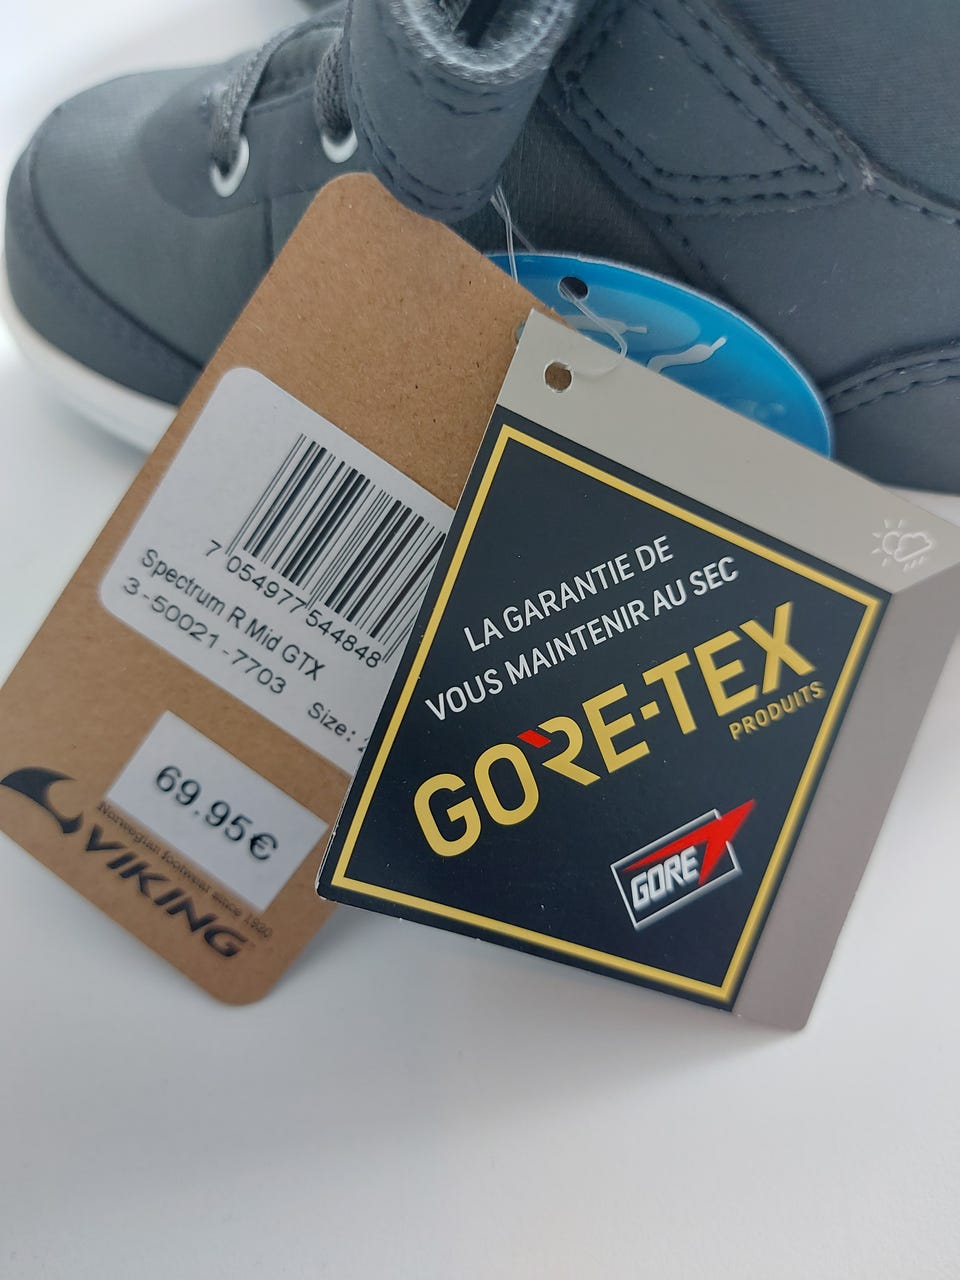 7 054977 544848
Spectrum R Mid GTX
3-50021-7703
Size:
69.95€
Norwegian footwear since 1920
VIKING
LA GARANTIE DE
VOUS MAINTENIR AU SEC
GORE-TEX
PRODUITS
GORE